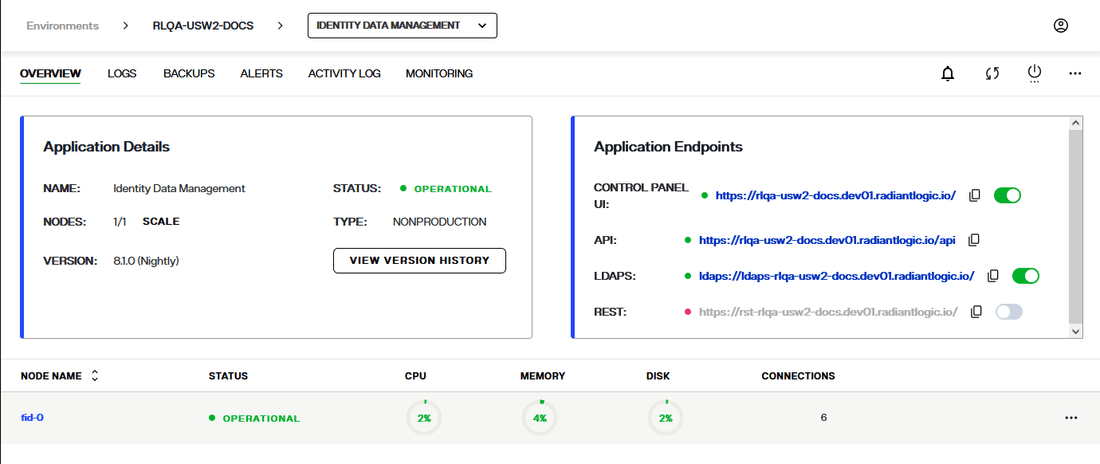 Environments > RLQA-USW2-DOCS > IDENTITY DATA MANAGEMENT
OVERVIEW LOGS BACKUPS ALERTS ACTIVITY LOG MONITORING
Application Details
NAME: Identity Data Management STATUS: OPERATIONAL
NODES: 1/1 SCALE TYPE: NONPRODUCTION
VERSION: 8.1.0 (Nightly) VIEW VERSION HISTORY
Application Endpoints
CONTROL PANEL
UI: https://rlqa-usw2-docs.dev01.radiantlogic.io/
API: https://rlqa-usw2-docs.dev01.radiantlogic.io/api
LDAPS: ldaps://ldaps-rlqa-usw2-docs.dev01.radiantlogic.io/
REST: https://rst-rlqa-usw2-docs.dev01.radiantlogic.io/
NODE NAME STATUS CPU MEMORY DISK CONNECTIONS
fid-0 OPERATIONAL 2% 4% 2% 6